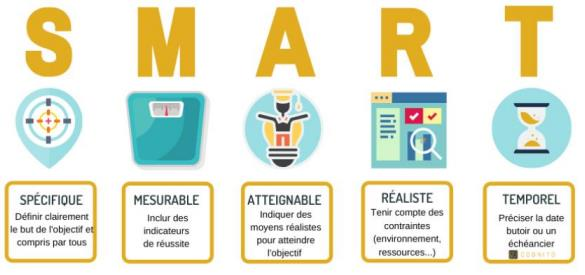 S M A R T
SPÉCIFIQUE
Définir clairement
le but de l'objectif et
compris par tous
MESURABLE
Inclur des
indicateurs
de réussite
ATTEIGNABLE
Indiquer des
moyens réalistes
pour atteindre
l'objectif
RÉALISTE
Tenir compte des
contraintes
(environnement,
ressources...)
TEMPOREL
Préciser la date
butoir ou un
échéancier
COGNITO